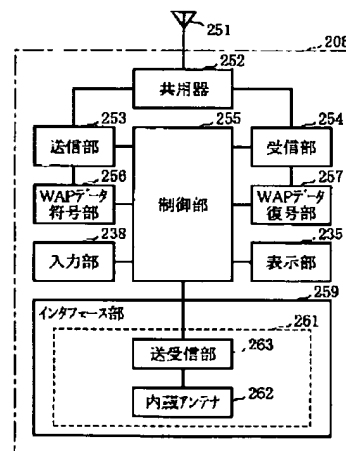 251
208
252
共用器
253
255
254
送信部
制御部
受信部
256
257
WAPデータ
符号部
WAPデータ
復号部
238
235
入力部
表示部
259
インタフェース部
261
263
送受信部
262
内蔵アンテナ